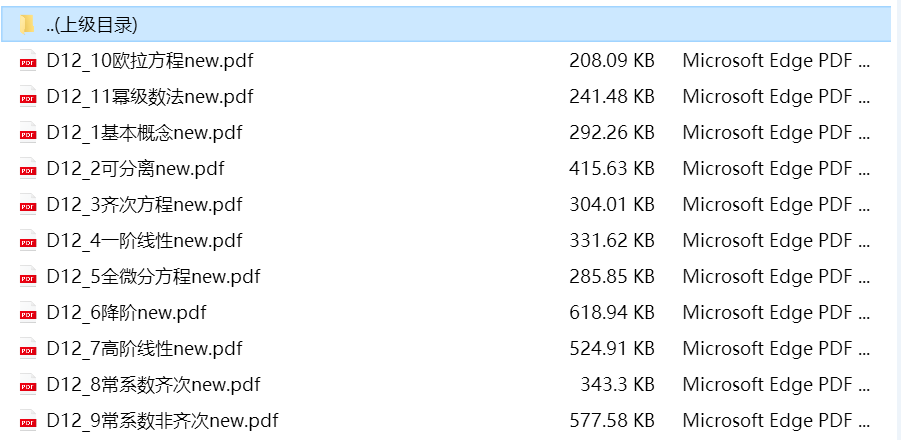 ..(上级目录)
D12_10欧拉方程new.pdf 208.09 KB Microsoft Edge PDF ...
D12_11幂级数法new.pdf 241.48 KB Microsoft Edge PDF ...
D12_1基本概念new.pdf 292.26 KB Microsoft Edge PDF ...
D12_2可分离new.pdf 415.63 KB Microsoft Edge PDF ...
D12_3齐次方程new.pdf 304.01 KB Microsoft Edge PDF ...
D12_4一阶线性new.pdf 331.62 KB Microsoft Edge PDF ...
D12_5全微分方程new.pdf 285.85 KB Microsoft Edge PDF ...
D12_6降阶new.pdf 618.94 KB Microsoft Edge PDF ...
D12_7高阶线性new.pdf 524.91 KB Microsoft Edge PDF ...
D12_8常系数齐次new.pdf 343.3 KB Microsoft Edge PDF ...
D12_9常系数非齐次new.pdf 577.58 KB Microsoft Edge PDF ...